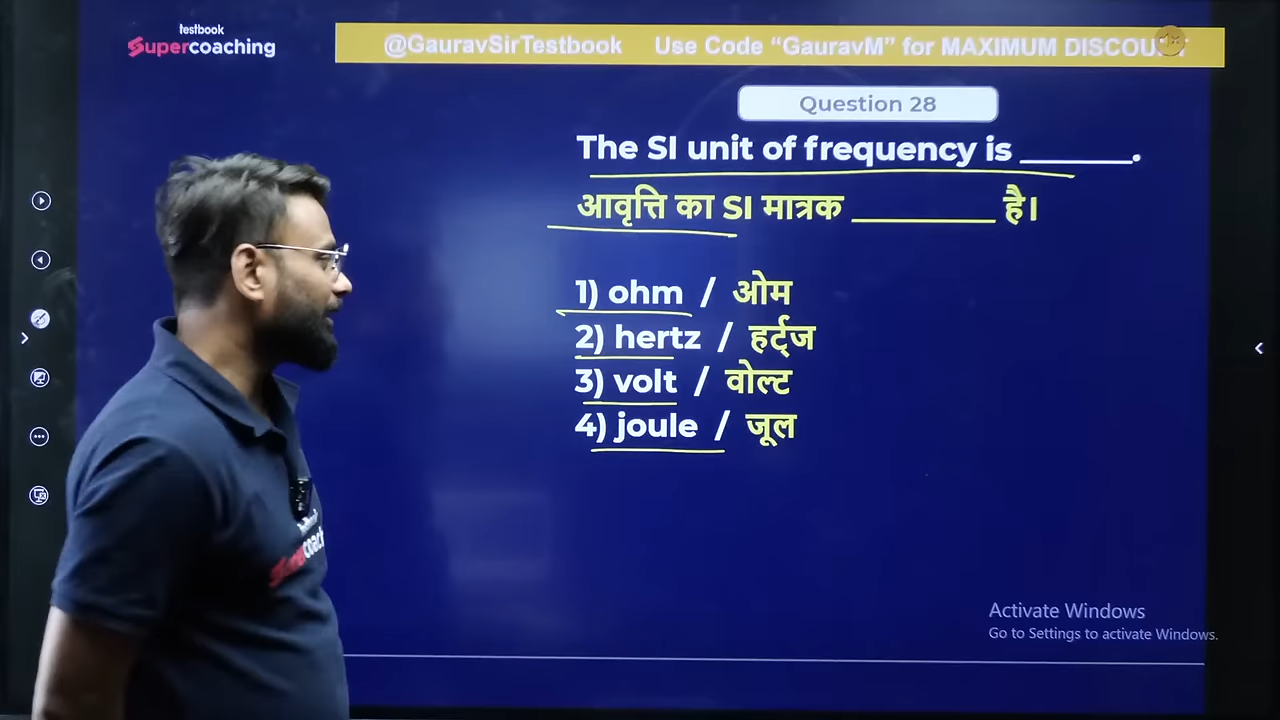 testbook
Supercoaching
@GauravSirTestbook Use Code “GauravM” for MAXIMUM
Question 28
The SI unit of frequency is ______.
आवृत्ति का SI मात्रक ________ है।
1) ohm / ओम
2) hertz / हर्ट्ज
3) volt / वोल्ट
4) joule / जूल
Activate Windows
Go to Settings to activate Windows.